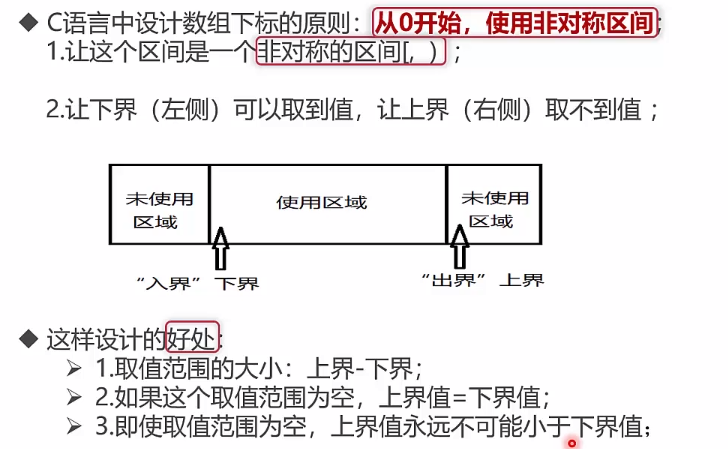 ◆ C语言中设计数组下标的原则：从0开始，使用非对称区间；
1.让这个区间是一个非对称的区间[，）；
2.让下界（左侧）可以取到值，让上界（右侧）取不到值；
未使用区域
使用区域
未使用区域
“入界”下界
“出界”上界
◆ 这样设计的好处：
➢ 1.取值范围的大小：上界-下界；
➢ 2.如果这个取值范围为空，上界值=下界值；
➢ 3.即使取值范围为空，上界值永远不可能小于下界值；